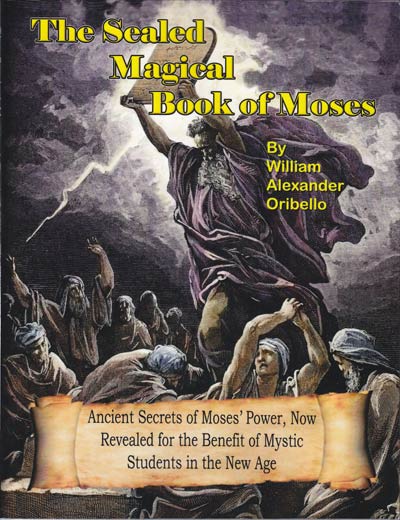 The Sealed
Magical
Book of Moses
By
William
Alexander
Oribello
Ancient Secrets of Moses' Power, Now
Revealed for the Benefit of Mystic
Students in the New Age